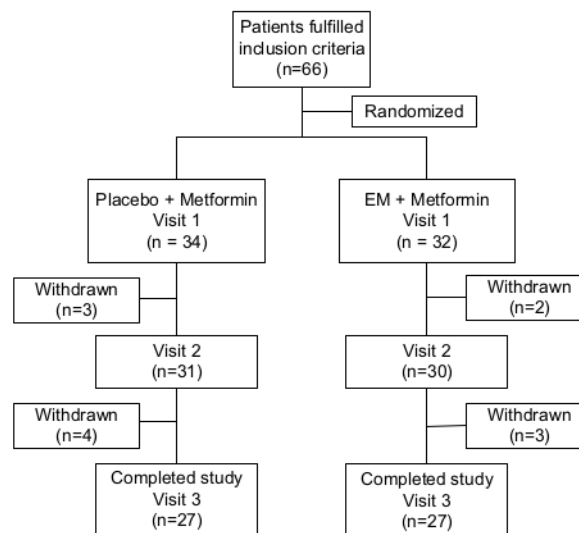 Patients fulfilled
inclusion criteria
(n=66)
Randomized
Placebo + Metformin
Visit 1
(n = 34)
EM + Metformin
Visit 1
(n = 32)
Withdrawn
(n=3)
Withdrawn
(n=2)
Visit 2
(n=31)
Visit 2
(n=30)
Withdrawn
(n=4)
Withdrawn
(n=3)
Completed study
Visit 3
(n=27)
Completed study
Visit 3
(n=27)